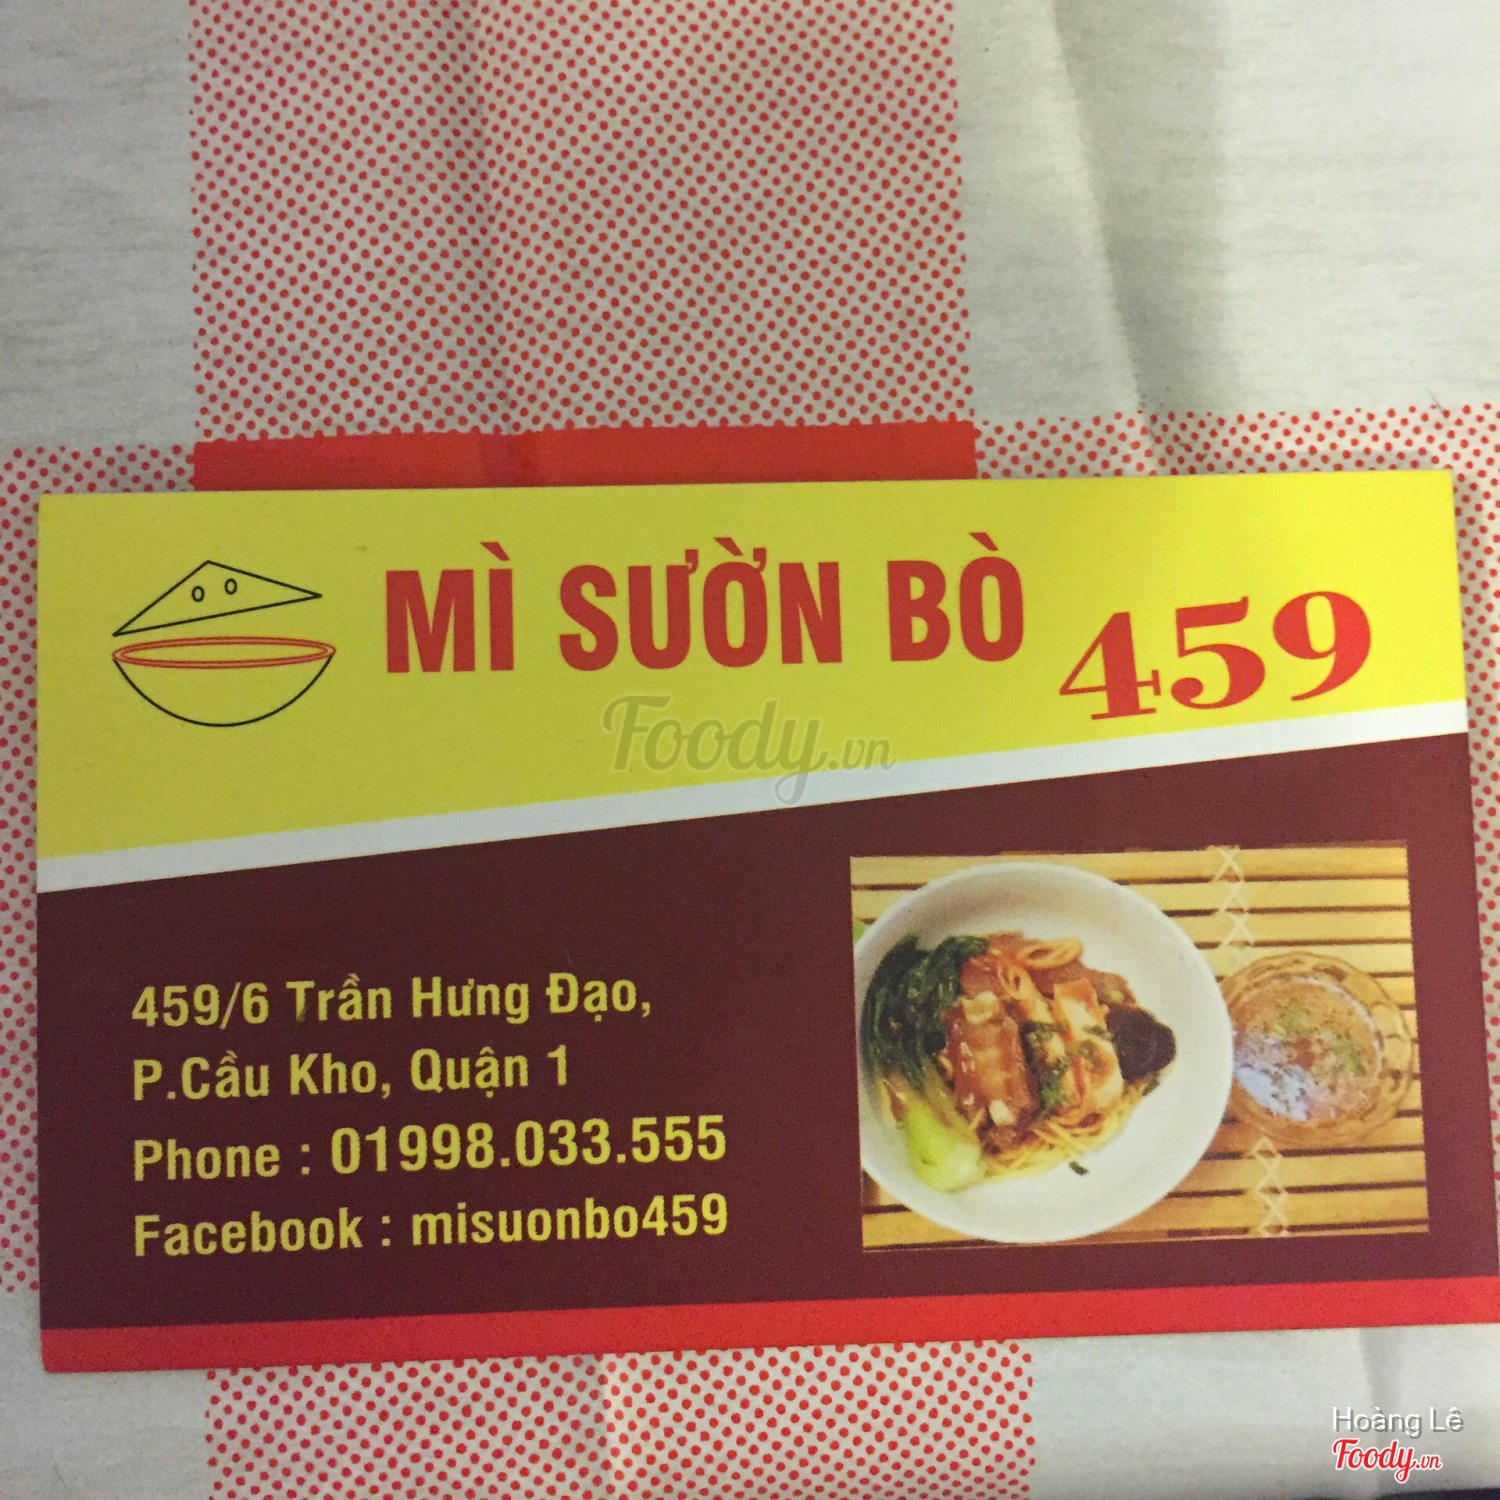 MÌ SƯỜN BÒ 459
Foody.vn
459/6 Trần Hưng Đạo,
P.Cầu Kho, Quận 1
Phone : 01998.033.555
Facebook : misuonbo459
Hoàng Lê
Foody.vn